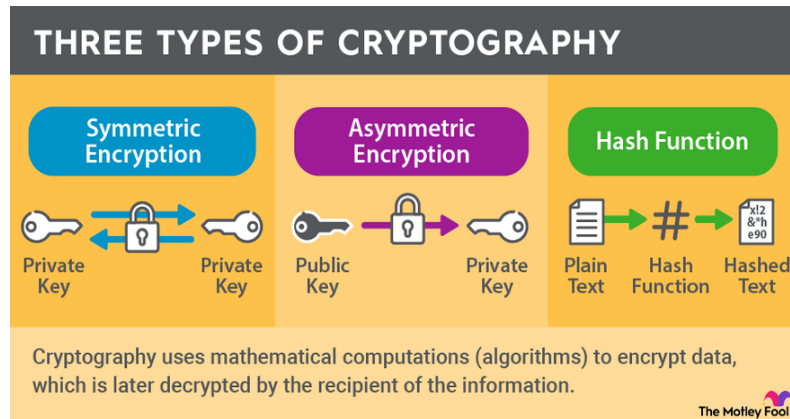 THREE TYPES OF CRYPTOGRAPHY
Symmetric
Encryption
Private
Key
Private
Key
Asymmetric
Encryption
Public
Key
Private
Key
Hash Function
x!2
&*h
e90
Plain
Text
Hash
Function
Hashed
Text
Cryptography uses mathematical computations (algorithms) to encrypt data,
which is later decrypted by the recipient of the information.
The Motley Fool